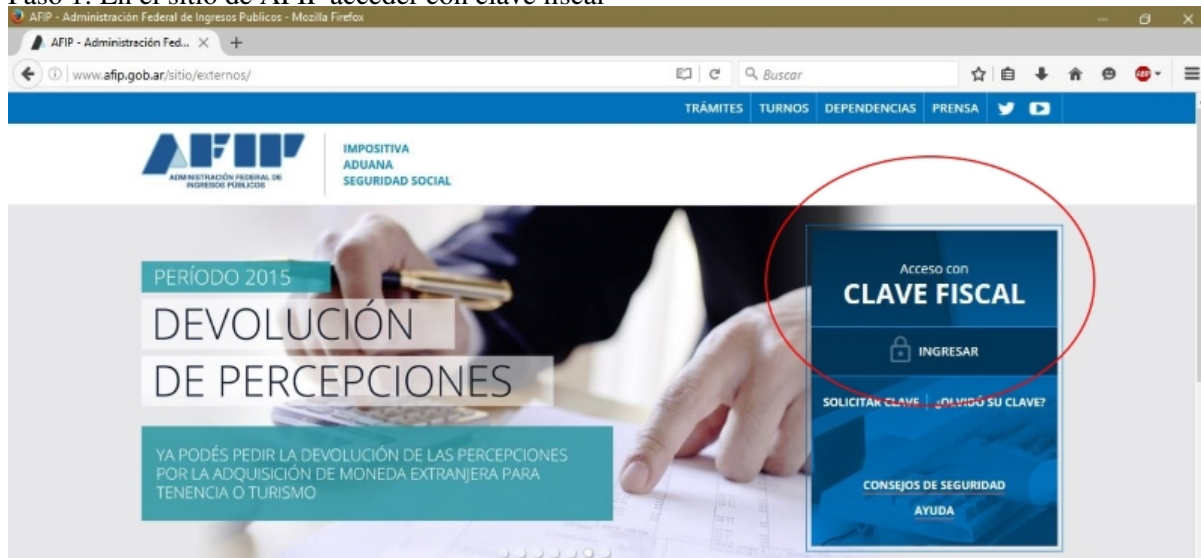 Paso 1: En el sitio de AFIP acceder con clave fiscal
AFIP - Administración Federal de Ingresos Publicos - Mozilla Firefox
AFIP - Administración Fed...
www.afip.gob.ar/sitio/externos/
Buscar
ABP
TRÁMITES TURNOS DEPENDENCIAS PRENSA
AFIP
ADMINISTRACIÓN FEDERAL DE
INGRESOS PÚBLICOS
IMPOSITIVA
ADUANA
SEGURIDAD SOCIAL
PERÍODO 2015
DEVOLUCIÓN
DE PERCEPCIONES
YA PODÉS PEDIR LA DEVOLUCIÓN DE LAS PERCEPCIONES
POR LA ADQUISICIÓN DE MONEDA EXTRANJERA PARA
TENENCIA O TURISMO
Acceso con
CLAVE FISCAL
INGRESAR
SOLICITAR CLAVE ¿OLVIDÓ SU CLAVE?
CONSEJOS DE SEGURIDAD
AYUDA